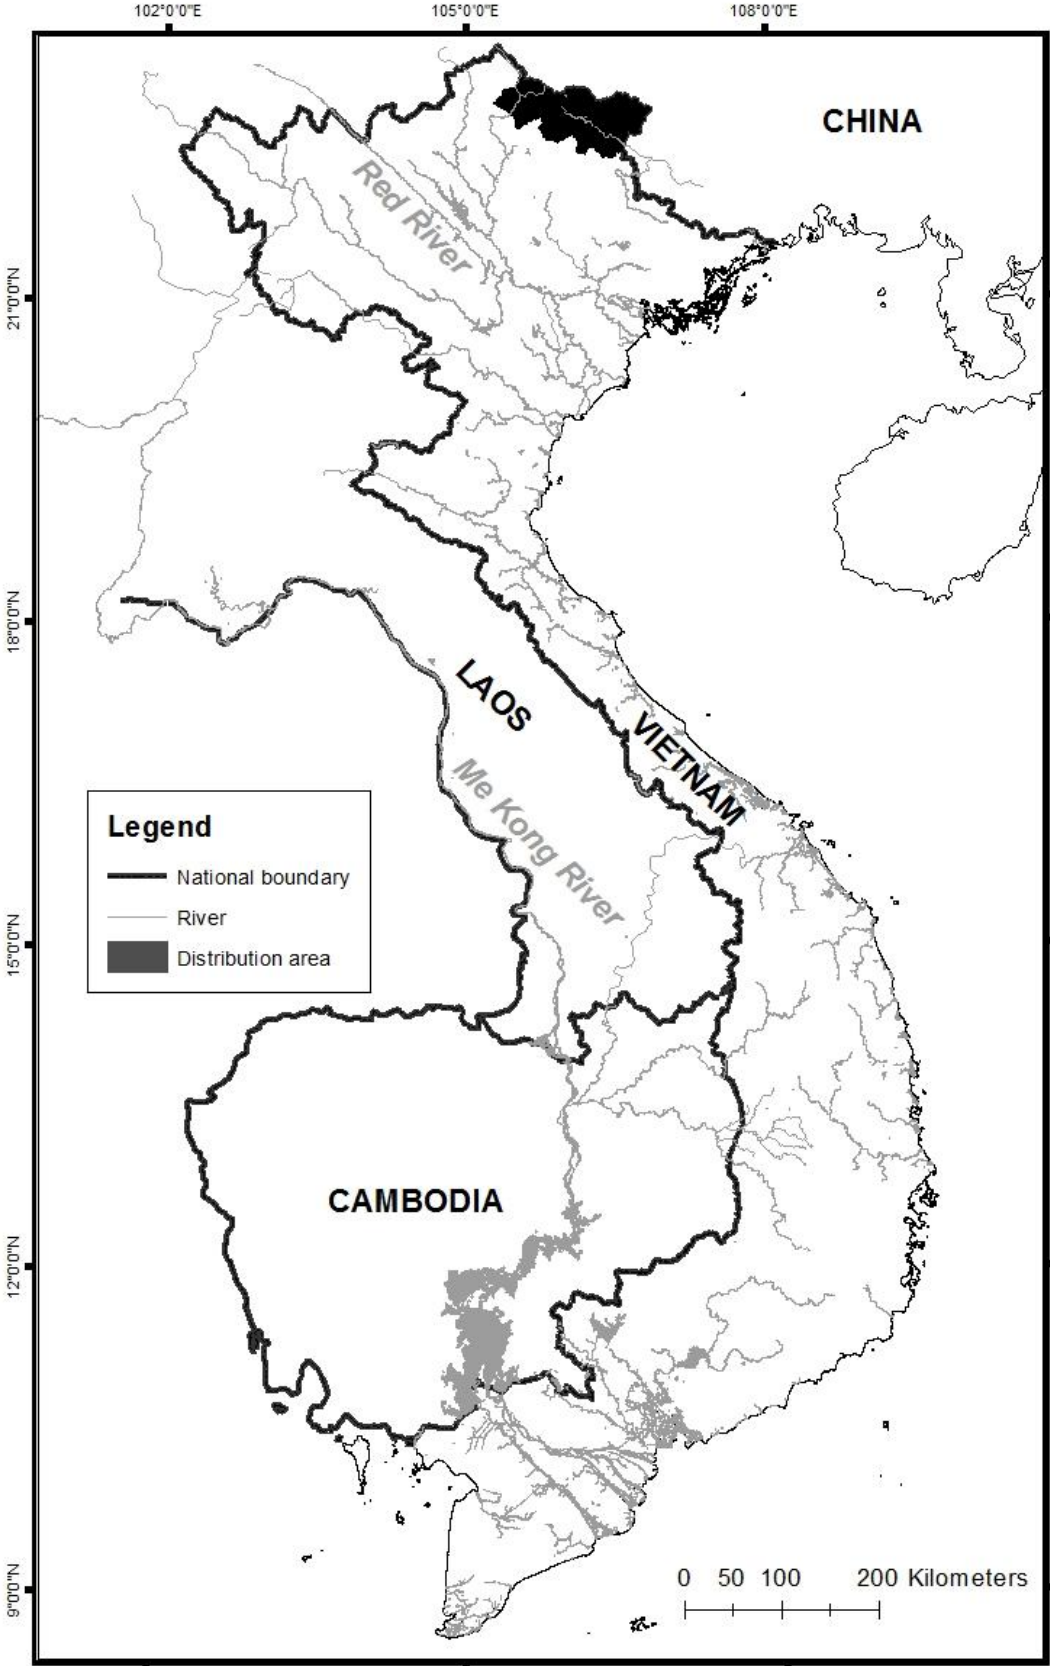 102°0'0"E 105°0'0"E 108°0'0"E
CHINA
Red River
21°0'0"N
18°0'0"N
LAOS
VIETNAM
Me Kong River
Legend
National boundary
River
Distribution area
15°0'0"N
CAMBODIA
12°0'0"N
9°0'0"N
0 50 100 200 Kilometers